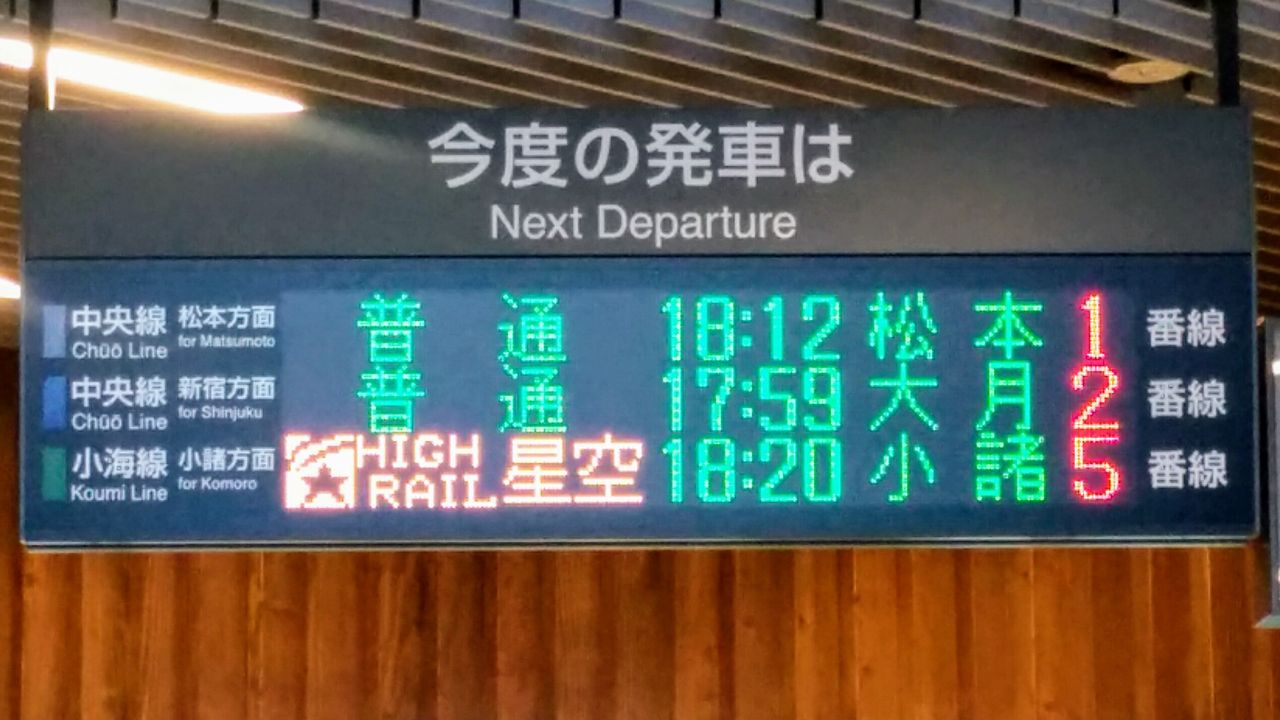 今度の発車は
Next Departure
中央線 松本方面 普通 18:12 松本 1 番線
Chūō Line for Matsumoto
中央線 新宿方面 普通 17:59 大月 2 番線
Chūō Line for Shinjuku
小海線 小諸方面 HIGH RAIL 星空 18:20 小諸 5 番線
Koumi Line for Komoro